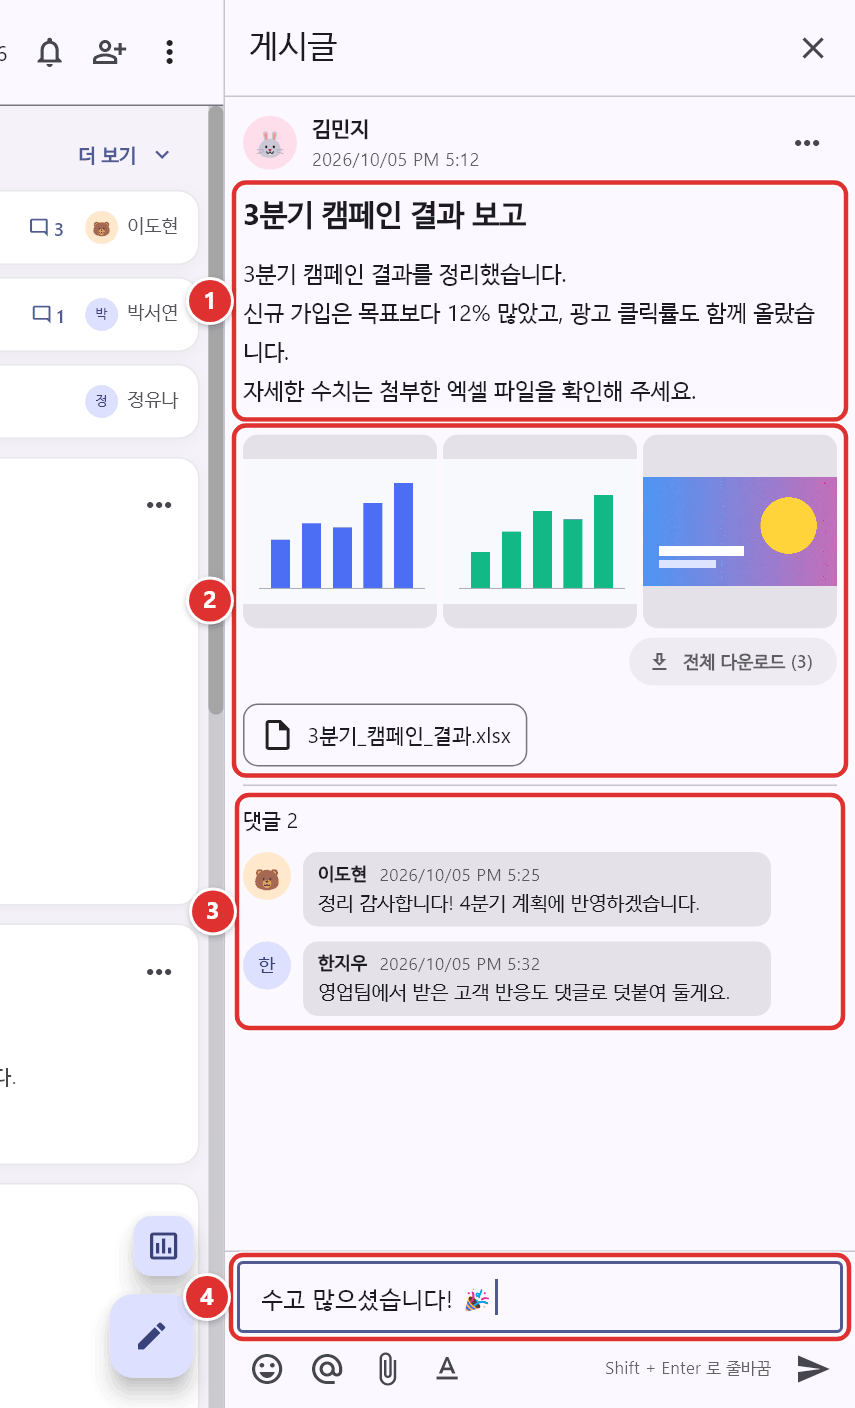 6
게시글
김민지
2026/10/05 PM 5:12
더 보기
3 이도현
1 박 박서연
정 정유나
1
3분기 캠페인 결과 보고
3분기 캠페인 결과를 정리했습니다.
신규 가입은 목표보다 12% 많았고, 광고 클릭률도 함께 올랐습
니다.
자세한 수치는 첨부한 엑셀 파일을 확인해 주세요.
2
전체 다운로드 (3)
3분기_캠페인_결과.xlsx
댓글 2
3
이도현 2026/10/05 PM 5:25
정리 감사합니다! 4분기 계획에 반영하겠습니다.
한
한지우 2026/10/05 PM 5:32
영업팀에서 받은 고객 반응도 댓글로 덧붙여 둘게요.
다.
4
수고 많으셨습니다! 🎉
Shift + Enter 로 줄바꿈